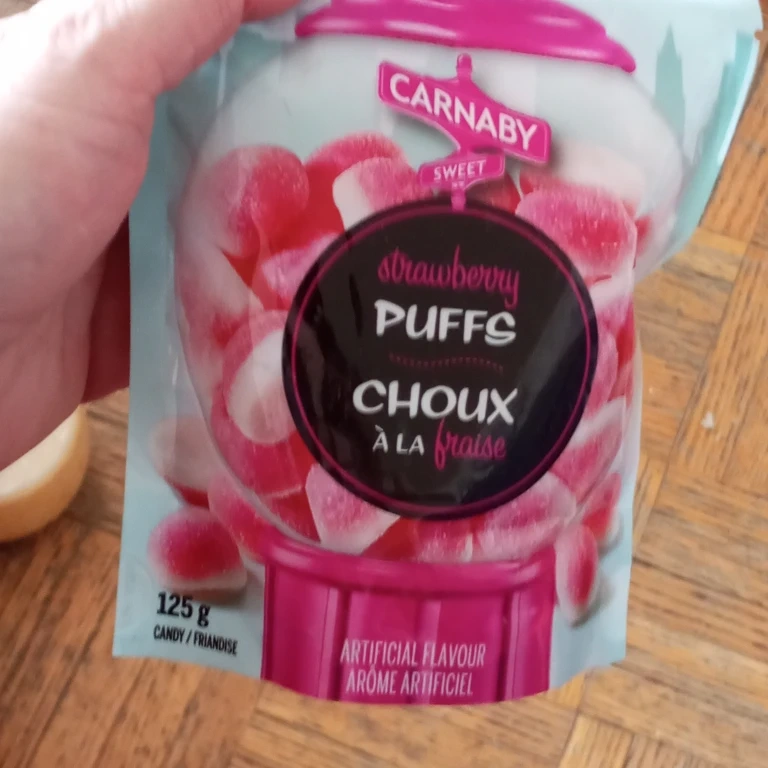 CARNABY
SWEET
strawberry
PUFFS
CHOUX
À LA fraise
125 g
CANDY / FRIANDISE
ARTIFICIAL FLAVOUR
ARÔME ARTIFICIEL